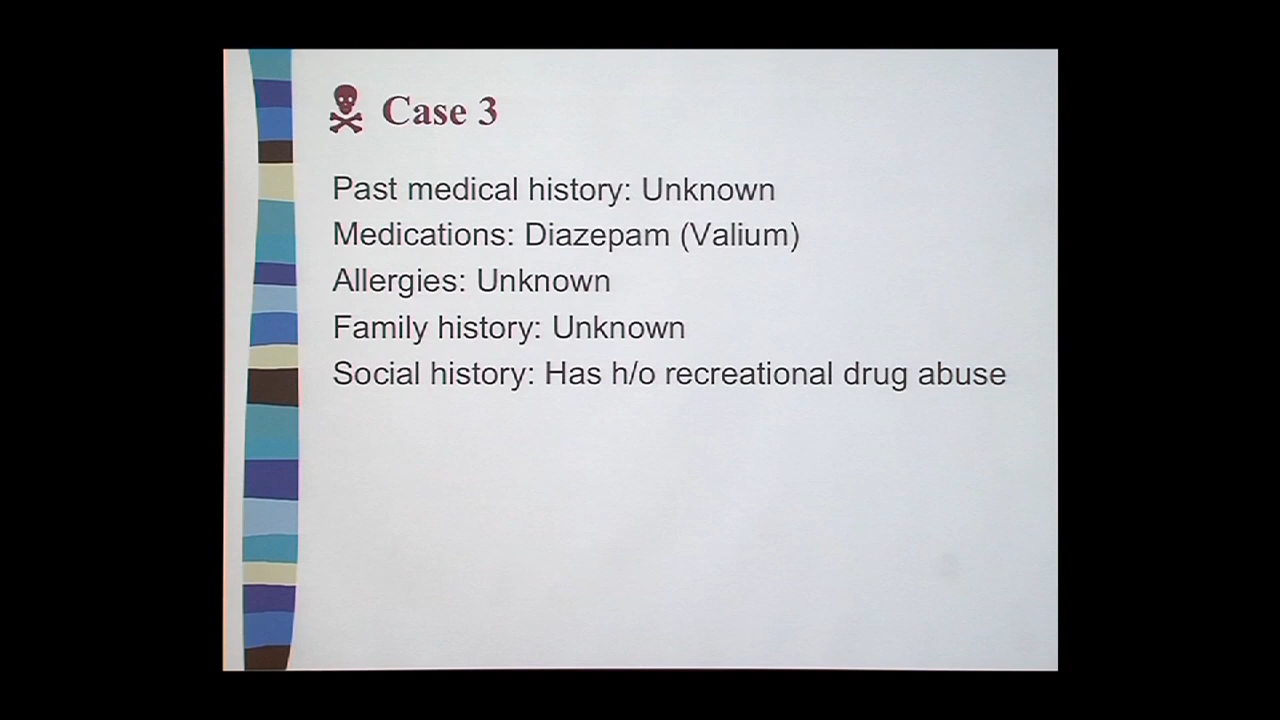 Case 3
Past medical history: Unknown
Medications: Diazepam (Valium)
Allergies: Unknown
Family history: Unknown
Social history: Has h/o recreational drug abuse